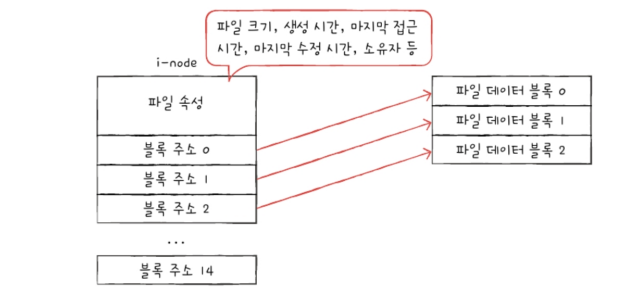 파일 크기, 생성 시간, 마지막 접근
시간, 마지막 수정 시간, 소유자 등
i-node
파일 속성
블록 주소 0
블록 주소 1
블록 주소 2
...
블록 주소 14
파일 데이터 블록 0
파일 데이터 블록 1
파일 데이터 블록 2